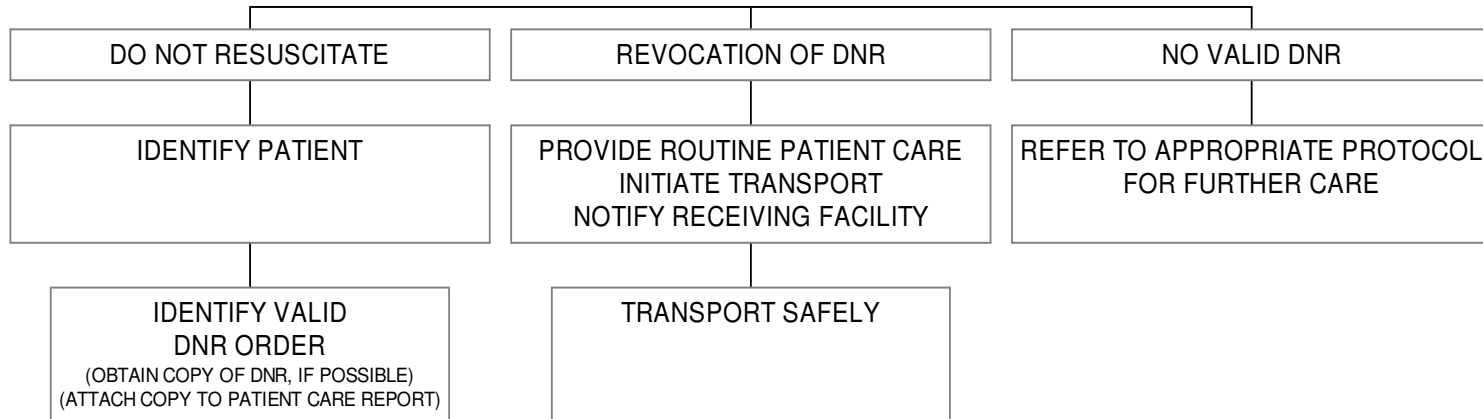 DO NOT RESUSCITATE
REVOCATION OF DNR
NO VALID DNR
IDENTIFY PATIENT
PROVIDE ROUTINE PATIENT CARE
INITIATE TRANSPORT
NOTIFY RECEIVING FACILITY
REFER TO APPROPRIATE PROTOCOL
FOR FURTHER CARE
IDENTIFY VALID
DNR ORDER
(OBTAIN COPY OF DNR, IF POSSIBLE)
(ATTACH COPY TO PATIENT CARE REPORT)
TRANSPORT SAFELY